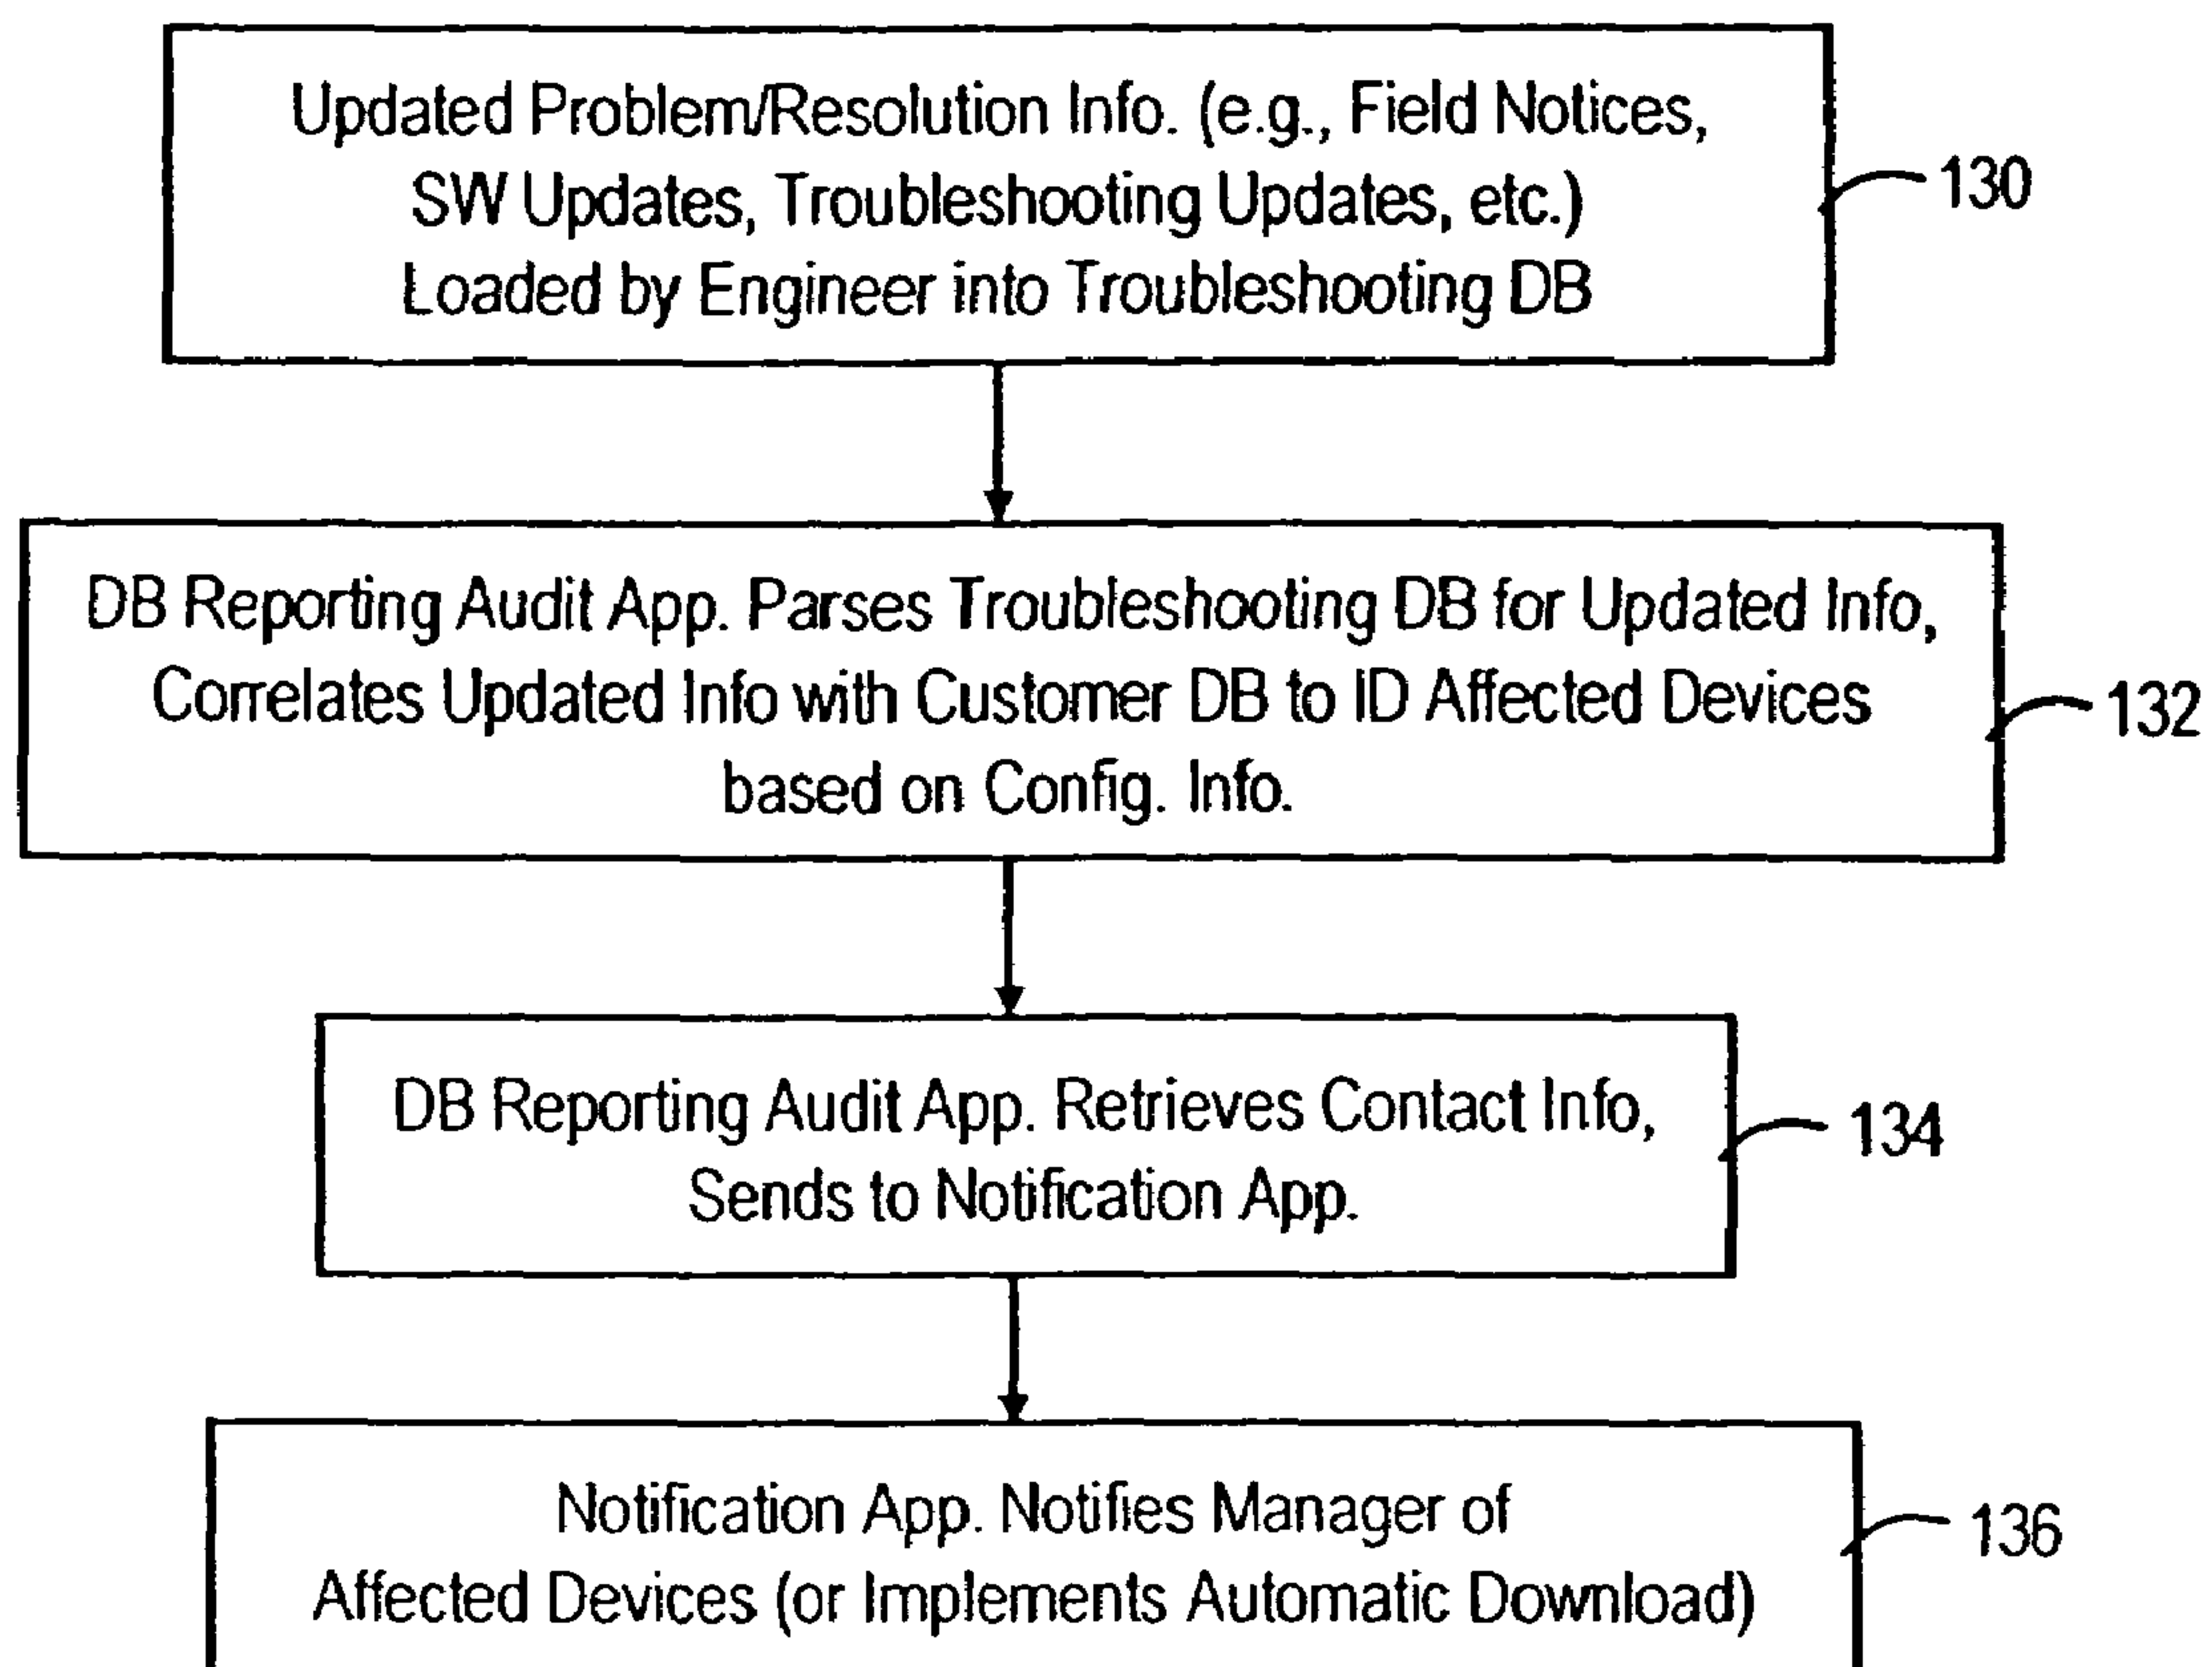 Updated Problem/Resolution Info. (e.g., Field Notices,
SW Updates, Troubleshooting Updates, etc.)
Loaded by Engineer into Troubleshooting DB
130
DB Reporting Audit App. Parses Troubleshooting DB for Updated Info,
Correlates Updated Info with Customer DB to ID Affected Devices
based on Config. Info.
132
DB Reporting Audit App. Retrieves Contact Info,
Sends to Notification App.
134
Notification App. Notifies Manager of
Affected Devices (or Implements Automatic Download)
136